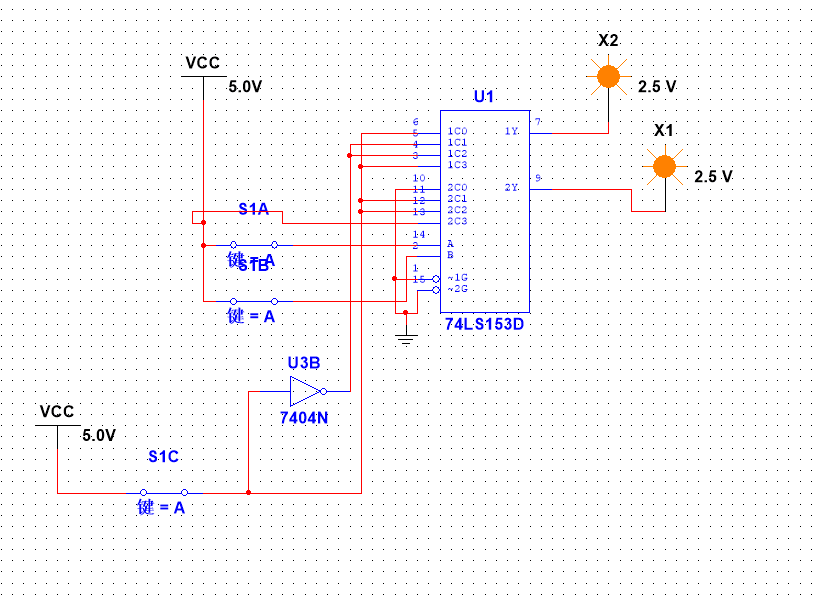 X2
2.5 V
VCC
5.0V
U1
X1
2.5 V
6
5
4
3
1C0
1C1
1C2
1C3
1Y
7
10
11
12
13
2C0
2C1
2C2
2C3
2Y
9
S1A
键 = A
14
2
A
B
S1B
键 = A
1
15
~1G
~2G
74LS153D
U3B
7404N
VCC
5.0V
S1C
键 = A